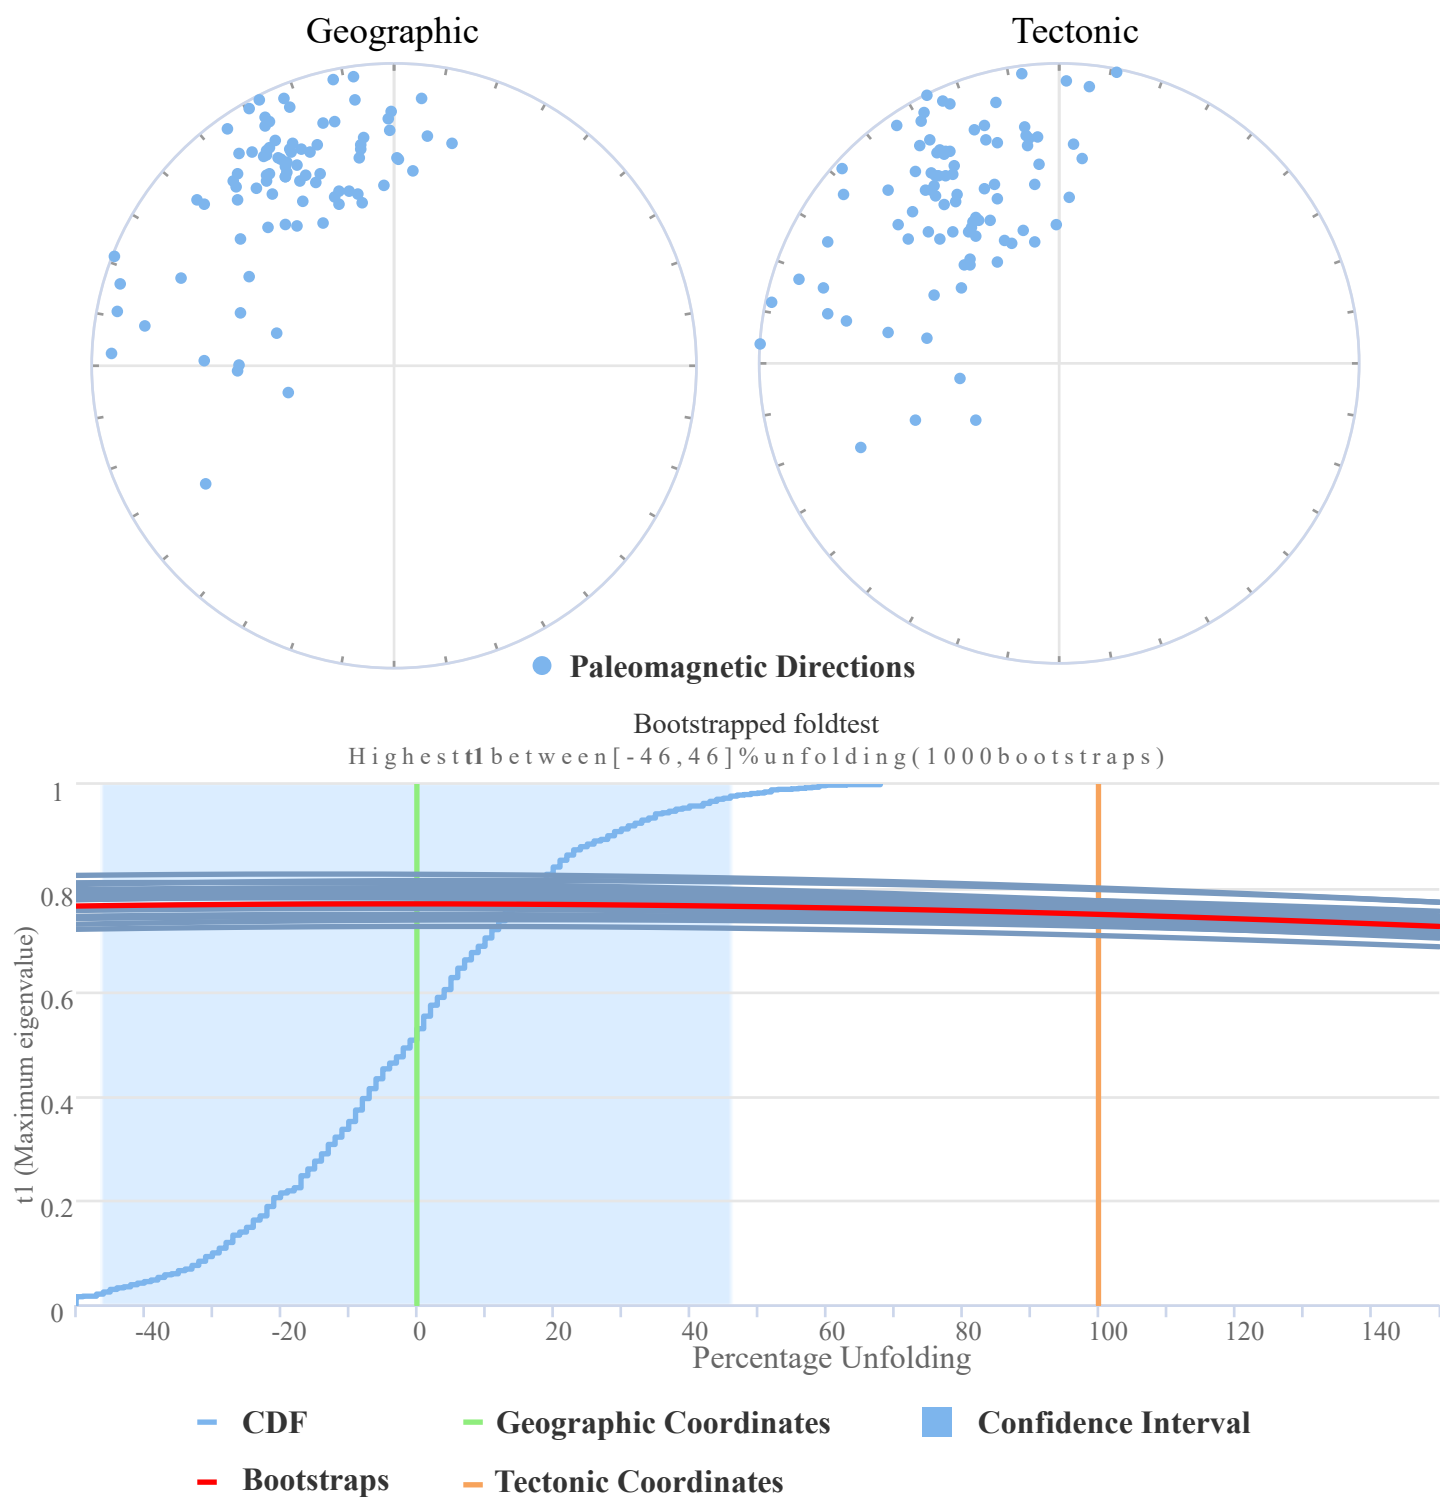 Geographic
Tectonic
Paleomagnetic Directions
Bootstrapped foldtest
Highest t1 between [-46,46]% unfolding (1000 bootstraps)
t1 (Maximum eigenvalue)
1
0.8
0.6
0.4
0.2
0
-40 -20 0 20 40 60 80 100 120 140
Percentage Unfolding
CDF
Geographic Coordinates
Confidence Interval
Bootstraps
Tectonic Coordinates